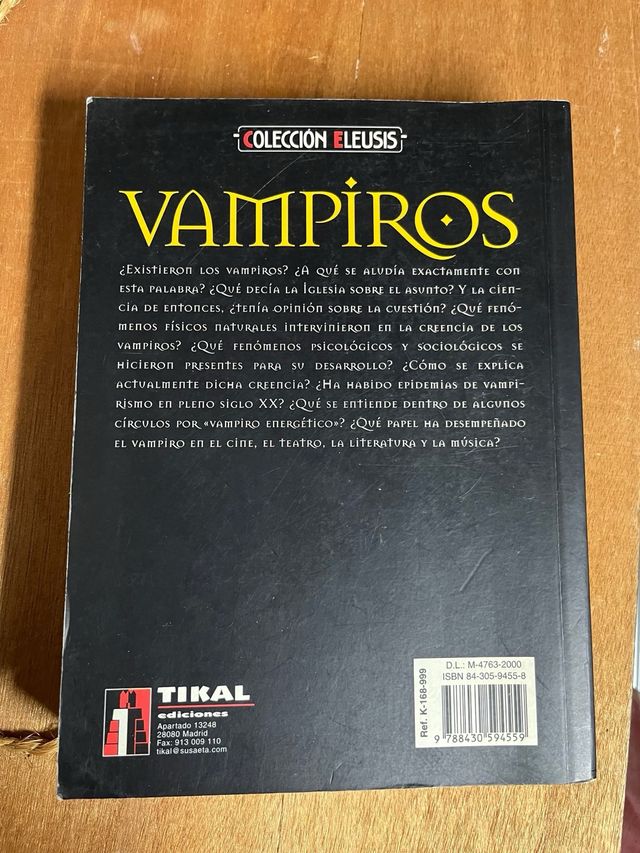 COLECCIÓN ELEUSIS
VAMPIROS
¿EXISTIERON LOS VAMPIROS? ¿A QUÉ SE ALUDÍA EXACTAMENTE CON
ESTA PALABRA? ¿QUÉ DECÍA LA IGLESIA SOBRE EL ASUNTO? Y LA CIEN-
CIA DE ENTONCES, ¿TENÍA OPINIÓN SOBRE LA CUESTIÓN? ¿QUÉ FENÓ-
MENOS FÍSICOS NATURALES INTERVINIERON EN LA CREENCIA DE LOS
VAMPIROS? ¿QUÉ FENÓMENOS PSICOLÓGICOS Y SOCIOLÓGICOS SE
HICIERON PRESENTES PARA SU DESARROLLO? ¿CÓMO SE EXPLICA
ACTUALMENTE DICHA CREENCIA? ¿HA HABIDO EPIDEMIAS DE VAMPI-
RISMO EN PLENO SIGLO XX? ¿QUÉ SE ENTIENDE DENTRO DE ALGUNOS
CÍRCULOS POR «VAMPIRO ENERGÉTICO»? ¿QUÉ PAPEL HA DESEMPEÑADO
EL VAMPIRO EN EL CINE, EL TEATRO, LA LITERATURA Y LA MÚSICA?
TIKAL
ediciones
Apartado 13248
28080 Madrid
Fax: 913 009 110
tikal@susaeta.com
Ref. K-168-999
D.L.: M-4763-2000
ISBN 84-305-9455-8
9 788430 594559